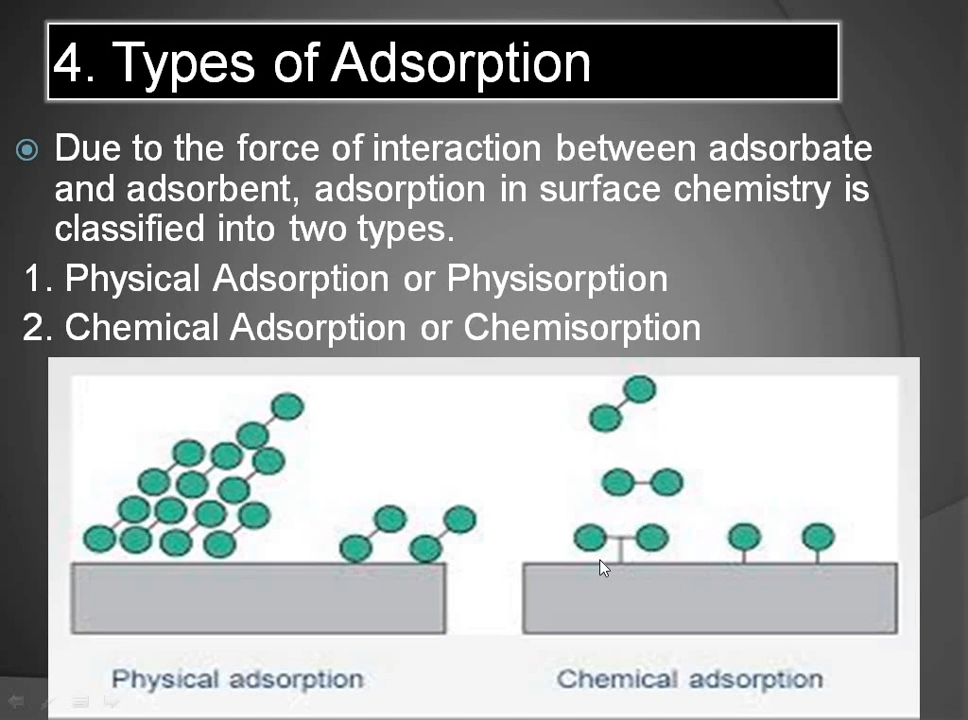 4. Types of Adsorption
Due to the force of interaction between adsorbate
and adsorbent, adsorption in surface chemistry is
classified into two types.
1. Physical Adsorption or Physisorption
2. Chemical Adsorption or Chemisorption
Physical adsorption
Chemical adsorption